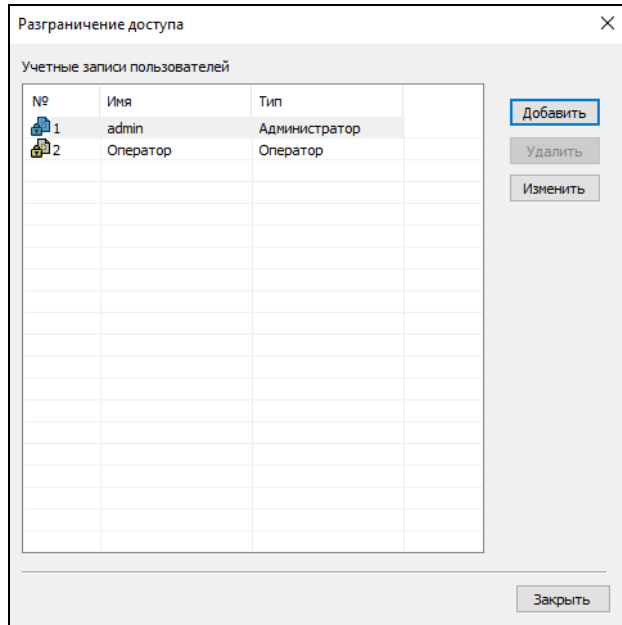 Разграничение доступа
Учетные записи пользователей
№ Имя Тип
1 admin Администратор
2 Оператор Оператор
Добавить
Удалить
Изменить
Закрыть